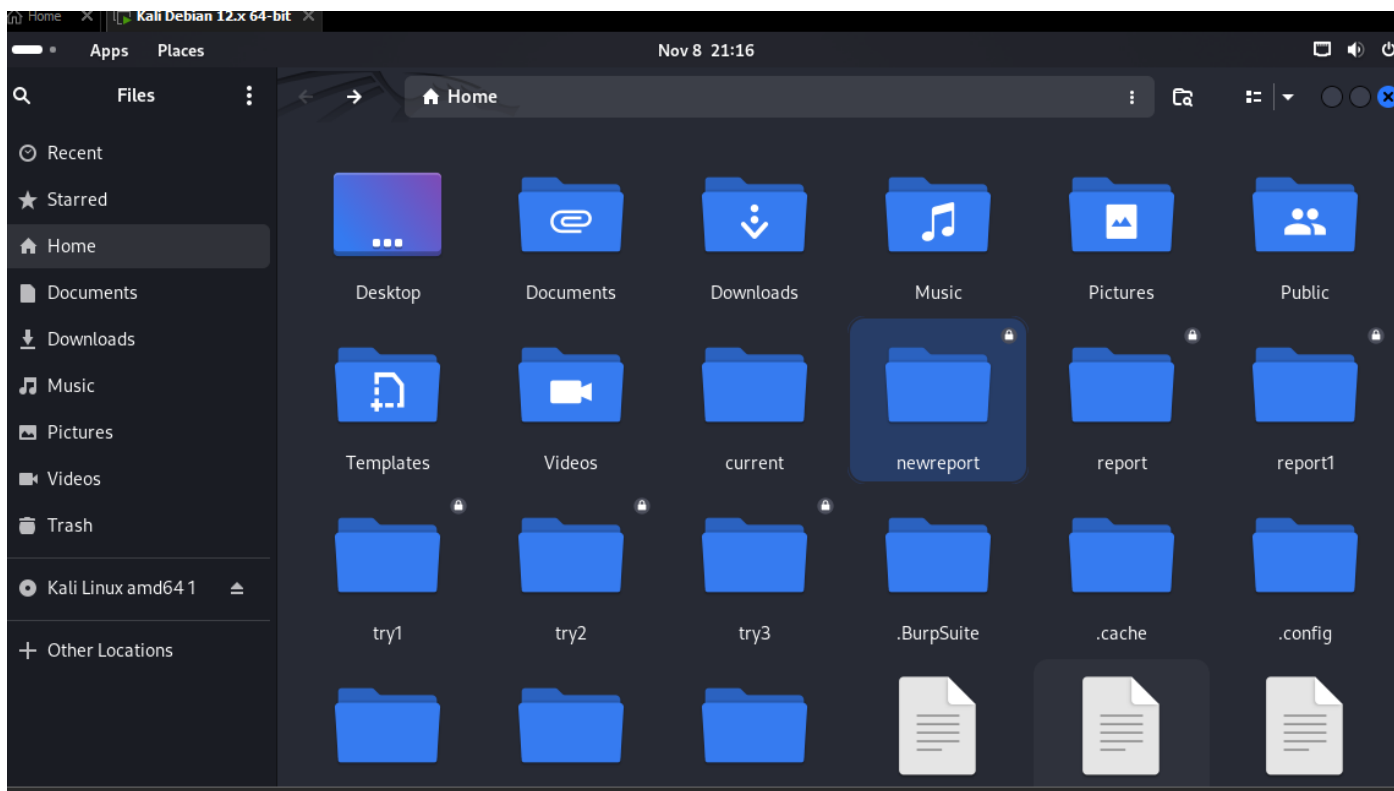 Home
Kali Debian 12.x 64-bit
Apps Places Nov 8 21:16
Files
Home
Recent
Starred
Home
Documents
Downloads
Music
Pictures
Videos
Trash
Kali Linux amd64 1
Other Locations
Desktop Documents Downloads Music Pictures Public
Templates Videos current newreport report report1
try1 try2 try3 .BurpSuite .cache .config